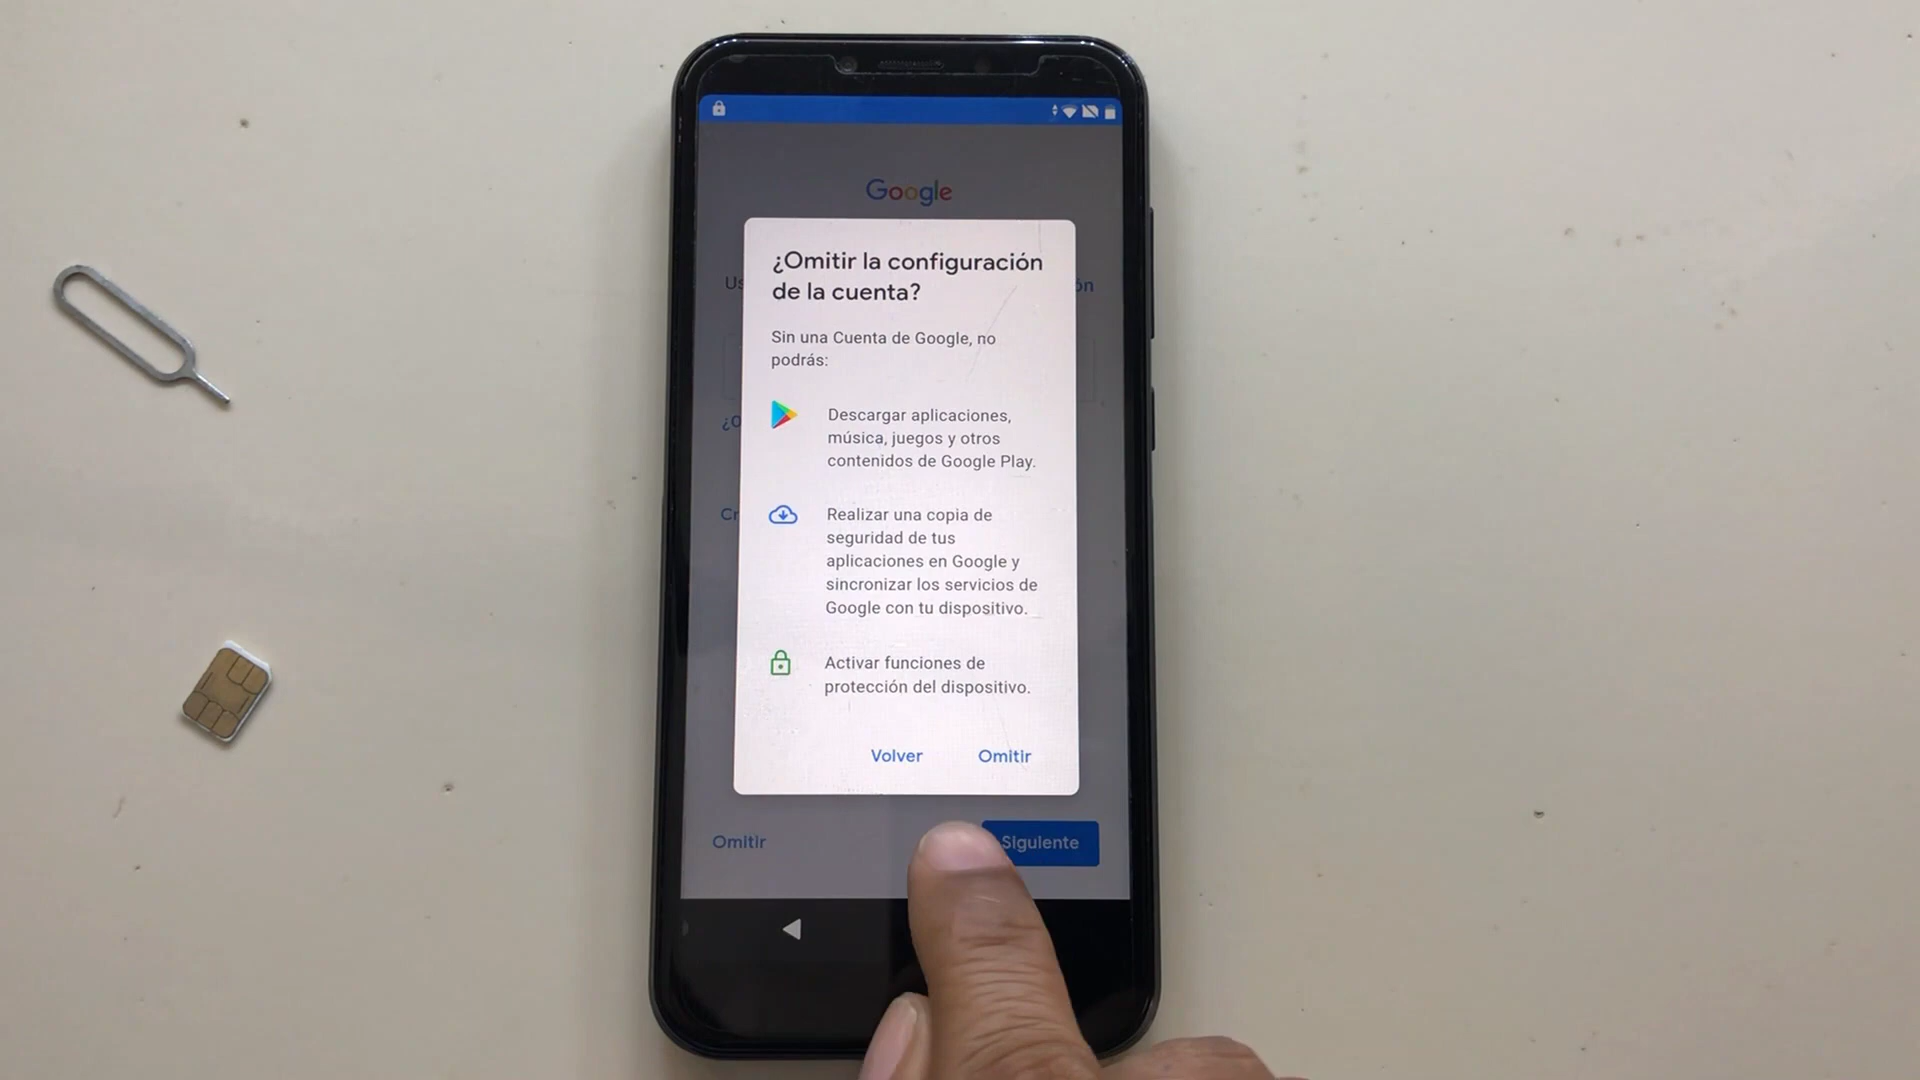 Google
¿Omitir la configuración
de la cuenta?
Sin una Cuenta de Google, no
podrás:
Descargar aplicaciones,
música, juegos y otros
contenidos de Google Play.
Realizar una copia de
seguridad de tus
aplicaciones en Google y
sincronizar los servicios de
Google con tu dispositivo.
Activar funciones de
protección del dispositivo.
Volver Omitir
Omitir Siguiente